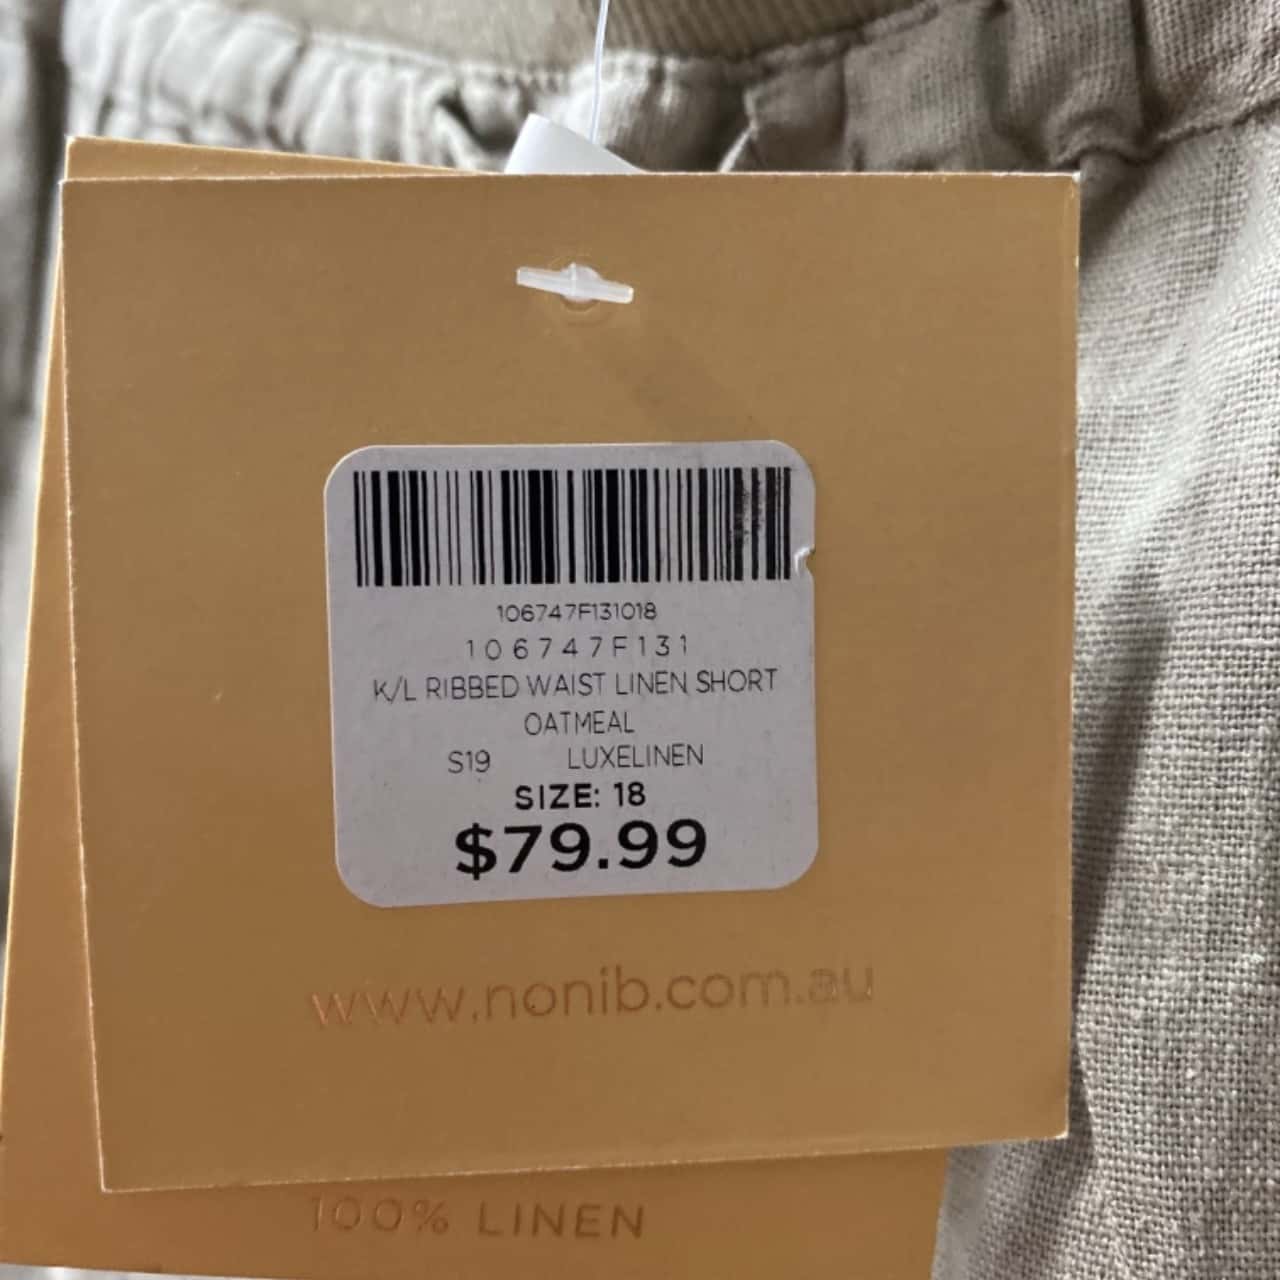 106747F131018
106747F131
K/L RIBBED WAIST LINEN SHORT
OATMEAL
S19 LUXELINEN
SIZE: 18
$79.99
www.nonib.com.au
100% LINEN